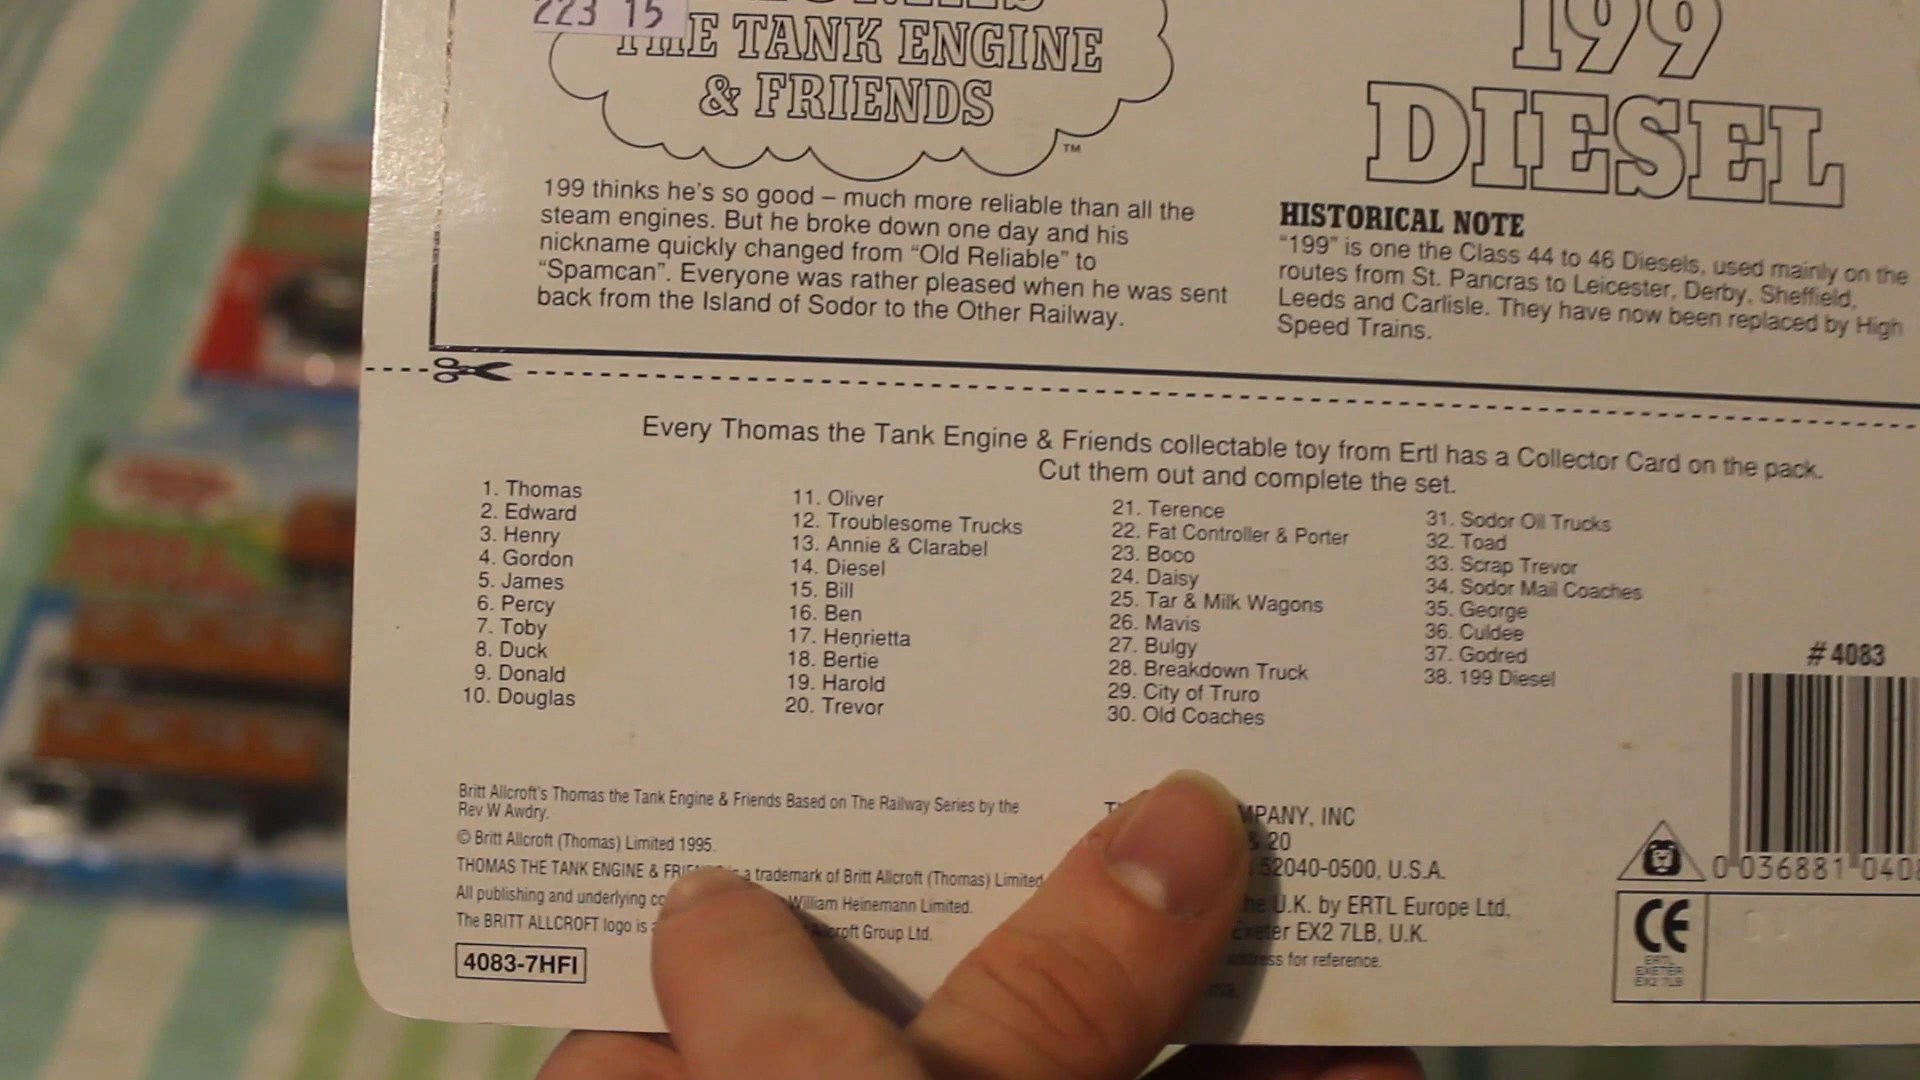 223 15
THE TANK ENGINE
& FRIENDS
TM
199 thinks he's so good – much more reliable than all the
steam engines. But he broke down one day and his
nickname quickly changed from "Old Reliable" to
"Spamcan". Everyone was rather pleased when he was sent
back from the Island of Sodor to the Other Railway.
199
DIESEL
HISTORICAL NOTE
"199" is one the Class 44 to 46 Diesels, used mainly on the
routes from St. Pancras to Leicester, Derby, Sheffield,
Leeds and Carlisle. They have now been replaced by High
Speed Trains.
Every Thomas the Tank Engine & Friends collectable toy from Ertl has a Collector Card on the pack.
Cut them out and complete the set.
1. Thomas
2. Edward
3. Henry
4. Gordon
5. James
6. Percy
7. Toby
8. Duck
9. Donald
10. Douglas
11. Oliver
12. Troublesome Trucks
13. Annie & Clarabel
14. Diesel
15. Bill
16. Ben
17. Henrietta
18. Bertie
19. Harold
20. Trevor
21. Terence
22. Fat Controller & Porter
23. Boco
24. Daisy
25. Tar & Milk Wagons
26. Mavis
27. Bulgy
28. Breakdown Truck
29. City of Truro
30. Old Coaches
31. Sodor Oil Trucks
32. Toad
33. Scrap Trevor
34. Sodor Mail Coaches
35. George
36. Culdee
37. Godred
38. 199 Diesel
#4083
0 036881 040
Britt Allcroft's Thomas the Tank Engine & Friends Based on The Railway Series by the
Rev W Awdry.
© Britt Allcroft (Thomas) Limited 1995.
THOMAS THE TANK ENGINE & a trademark of Britt Allcroft (Thomas) Limited
All publishing and underlying William Heinemann Limited.
The BRITT ALLCROFT logo is Group Ltd.
4083-7HFI
INC
& 20
52040-0500, U.S.A.
U.K. by ERTL Europe Ltd,
Exeter EX2 7LB, U.K.
for reference.
CE
ERTL
EXETER
EX2 7LB